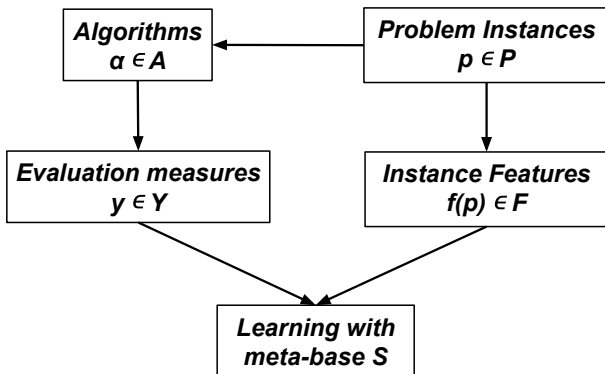 Algorithms
α ∈ A
Problem Instances
p ∈ P
Evaluation measures
y ∈ Y
Instance Features
f(p) ∈ F
Learning with
meta-base S